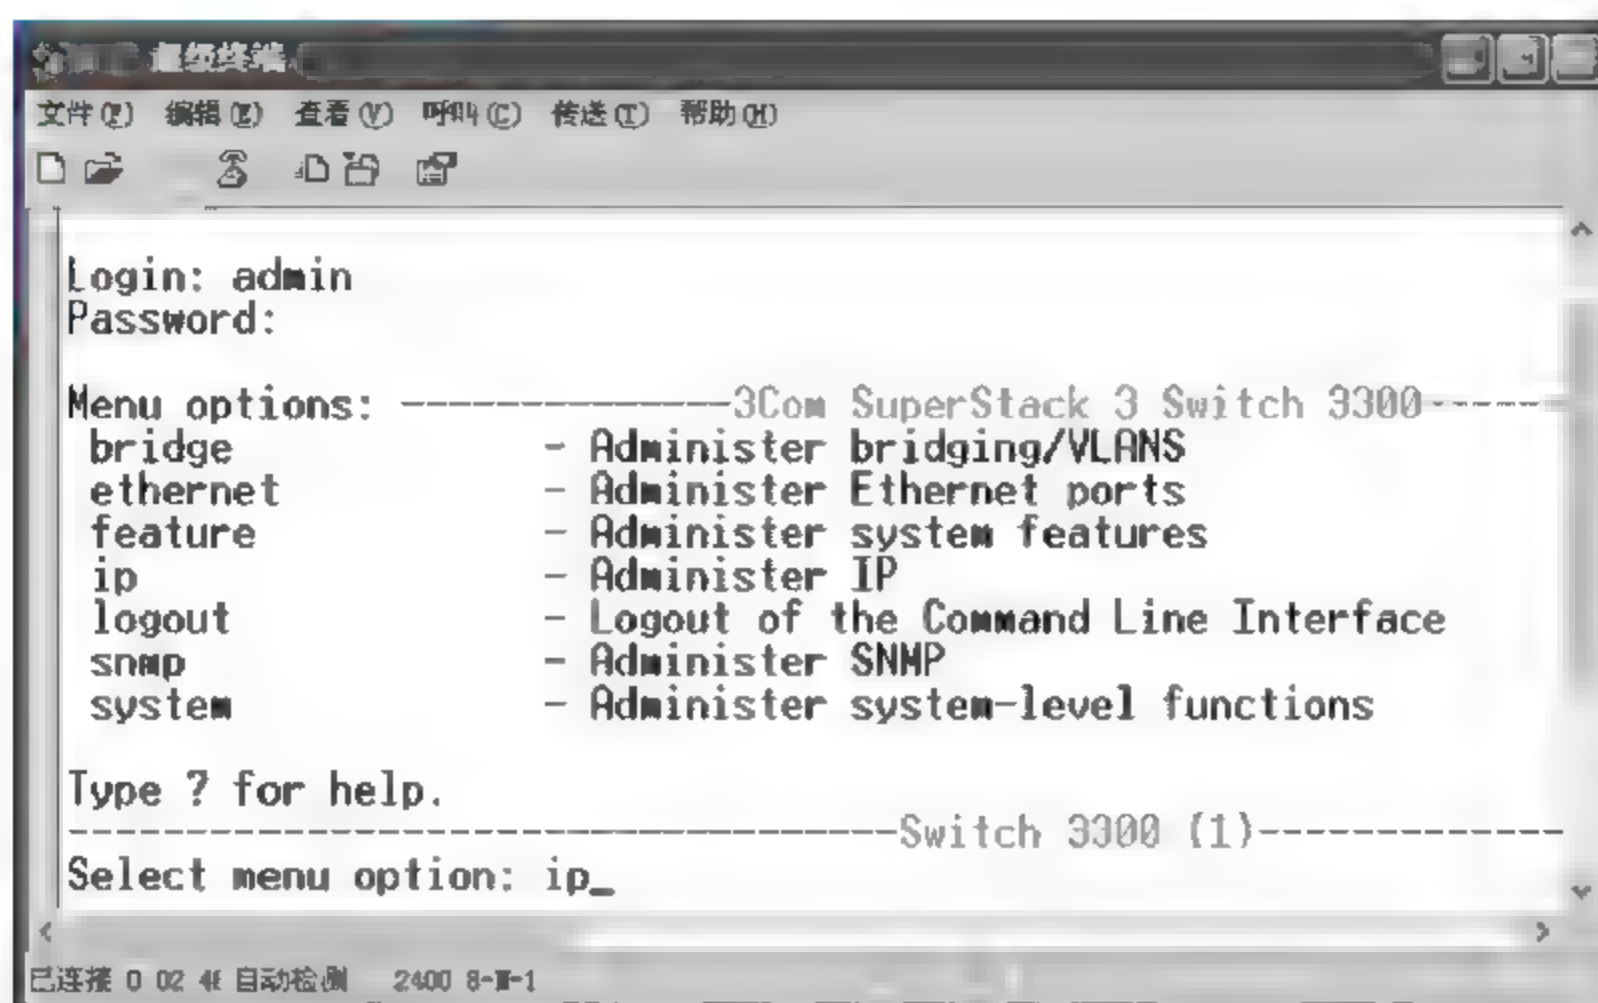 超级终端
文件(F) 编辑(E) 查看(V) 呼叫(C) 传送(T) 帮助(H)
Login: admin
Password:
Menu options: --------------3Com SuperStack 3 Switch 3300-----
bridge - Administer bridging/VLANS
ethernet - Administer Ethernet ports
feature - Administer system features
ip - Administer IP
logout - Logout of the Command Line Interface
snmp - Administer SNMP
system - Administer system-level functions
Type ? for help.
-----------------------------------Switch 3300 (1)-------------
Select menu option: ip_
已连接 0 02 自动检测 2400